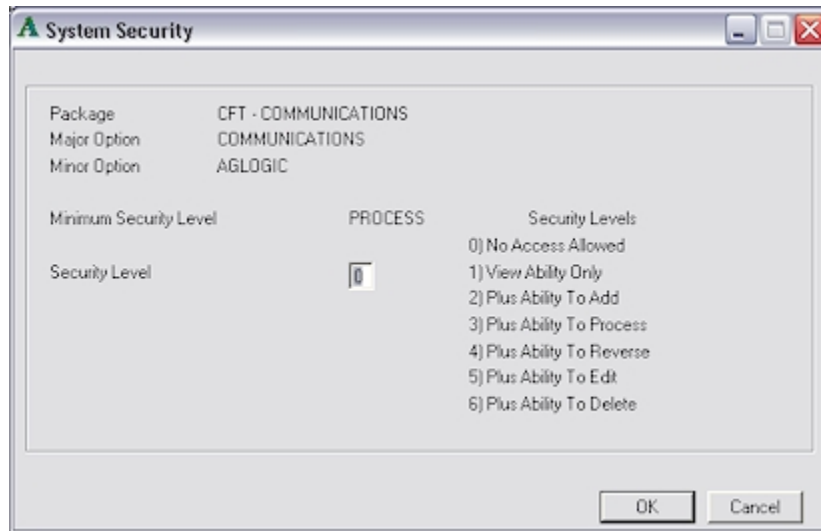 A System Security
Package CFT - COMMUNICATIONS
Major Option COMMUNICATIONS
Minor Option AGLOGIC
Minimum Security Level PROCESS Security Levels
0) No Access Allowed
Security Level 0 1) View Ability Only
2) Plus Ability To Add
3) Plus Ability To Process
4) Plus Ability To Reverse
5) Plus Ability To Edit
6) Plus Ability To Delete
OK Cancel